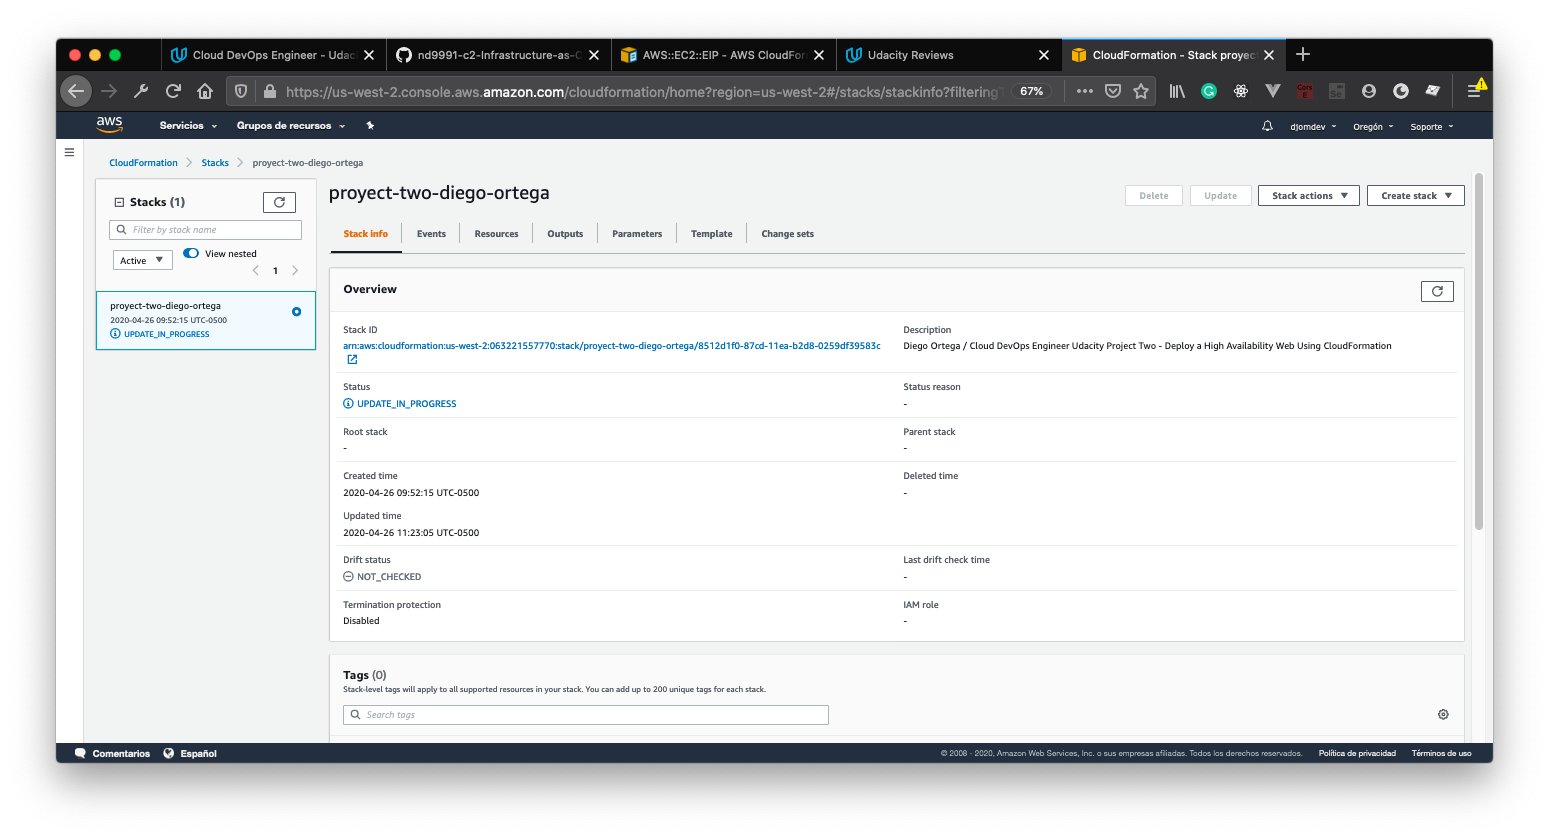 Cloud DevOps Engineer - Udac
nd9991-c2-Infrastructure-as-C
AWS::EC2::EIP - AWS CloudFor
Udacity Reviews
CloudFormation - Stack proyec
https://us-west-2.console.aws.amazon.com/cloudformation/home?region=us-west-2#/stacks/stackinfo?filteringT
67%
aws
Servicios
Grupos de recursos
djomdev
Oregón
Soporte
CloudFormation
Stacks
proyect-two-diego-ortega
Stacks (1)
Filter by stack name
Active
View nested
1
proyect-two-diego-ortega
2020-04-26 09:52:15 UTC-0500
UPDATE_IN_PROGRESS
proyect-two-diego-ortega
Delete
Update
Stack actions
Create stack
Stack info
Events
Resources
Outputs
Parameters
Template
Change sets
Overview
Stack ID
arn:aws:cloudformation:us-west-2:063221557770:stack/proyect-two-diego-ortega/8512d1f0-87cd-11ea-b2d8-0259df39583c
Description
Diego Ortega / Cloud DevOps Engineer Udacity Project Two - Deploy a High Availability Web Using CloudFormation
Status
UPDATE_IN_PROGRESS
Status reason
-
Root stack
-
Parent stack
-
Created time
2020-04-26 09:52:15 UTC-0500
Deleted time
-
Updated time
2020-04-26 11:23:05 UTC-0500
Drift status
NOT_CHECKED
Last drift check time
-
Termination protection
Disabled
IAM role
-
Tags (0)
Stack-level tags will apply to all supported resources in your stack. You can add up to 200 unique tags for each stack.
Search tags
Comentarios
Español
© 2008 - 2020, Amazon Web Services, Inc. o sus empresas afiliadas. Todos los derechos reservados.
Política de privacidad
Términos de uso